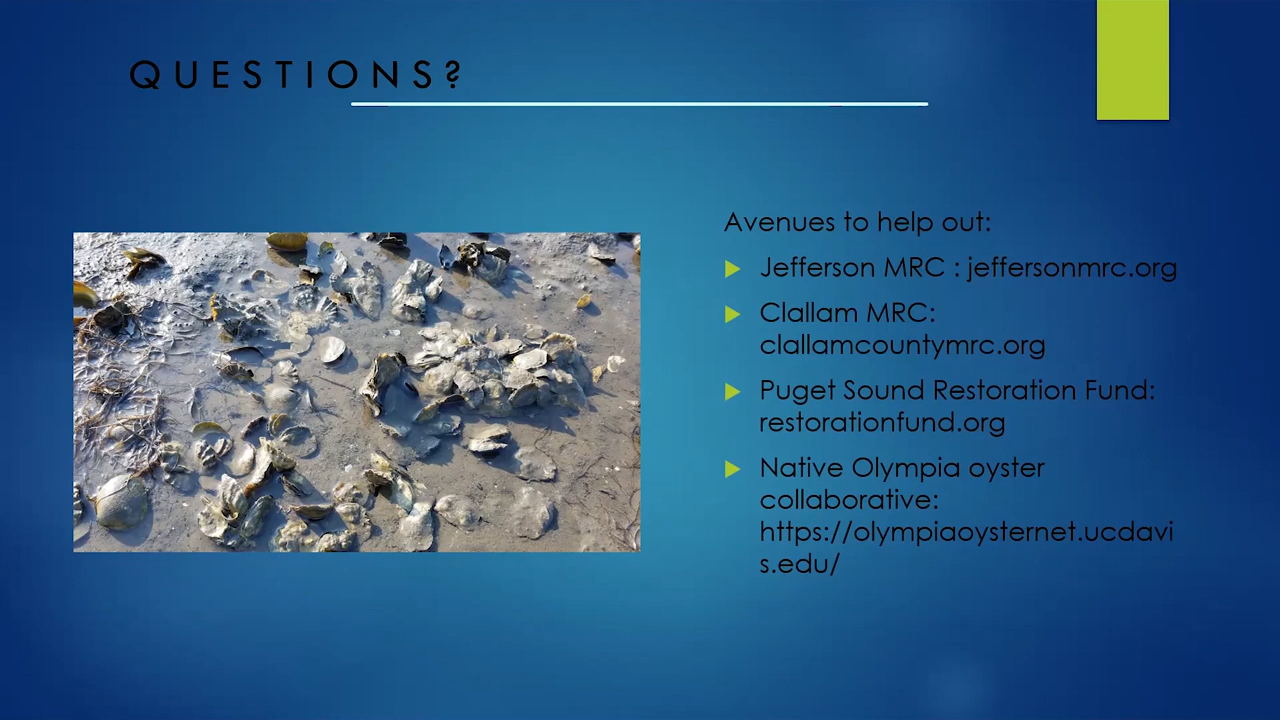 QUESTIONS?
Avenues to help out:
Jefferson MRC : jeffersonmrc.org
Clallam MRC:
clallamcountymrc.org
Puget Sound Restoration Fund:
restorationfund.org
Native Olympia oyster
collaborative:
https://olympiaoysternet.ucdavi
s.edu/